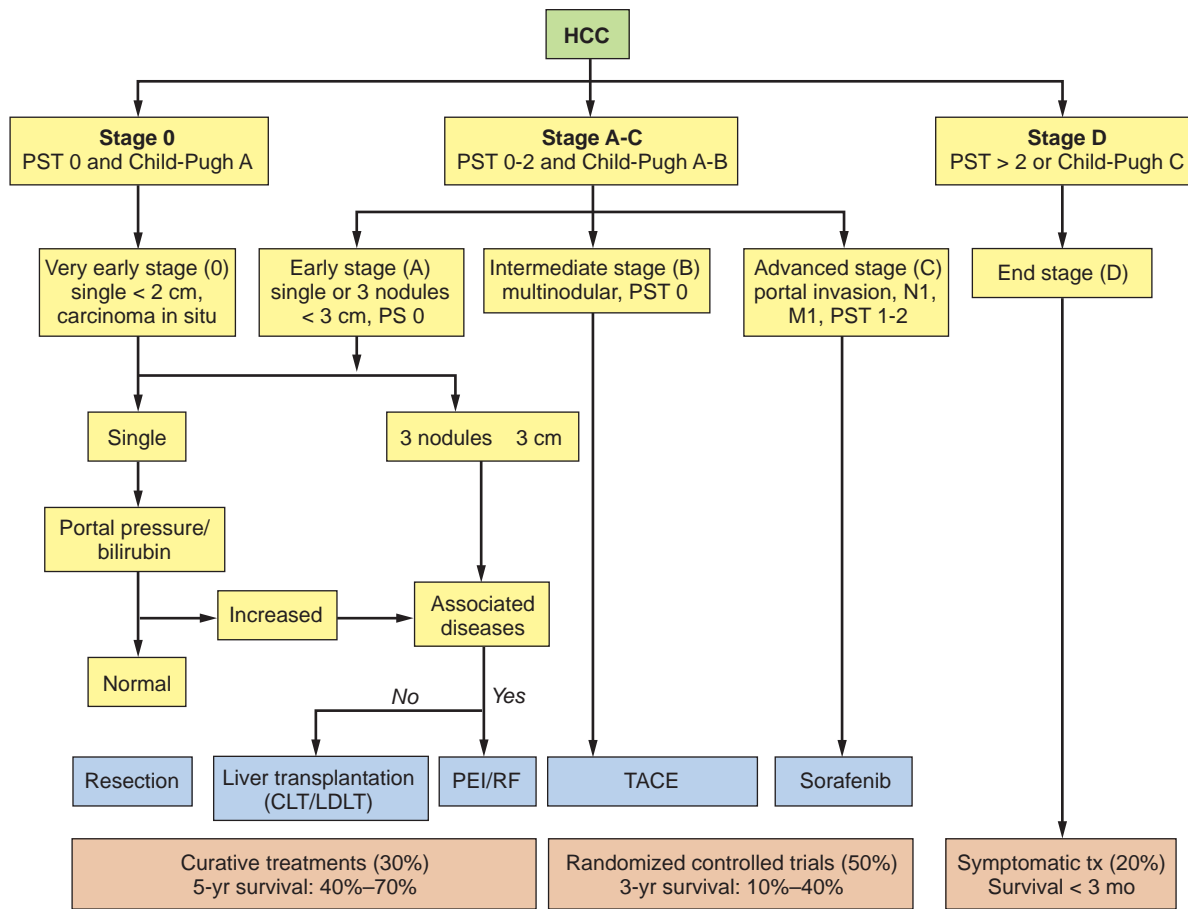 HCC
Stage 0
PST 0 and Child-Pugh A
Stage A-C
PST 0-2 and Child-Pugh A-B
Stage D
PST > 2 or Child-Pugh C
Very early stage (0)
single < 2 cm,
carcinoma in situ
Early stage (A)
single or 3 nodules
< 3 cm, PS 0
Intermediate stage (B)
multinodular, PST 0
Advanced stage (C)
portal invasion, N1,
M1, PST 1-2
End stage (D)
Single
3 nodules 3 cm
Portal pressure/
bilirubin
Increased
Associated
diseases
Normal
No
Yes
Resection
Liver transplantation
(CLT/LDLT)
PEI/RF
TACE
Sorafenib
Curative treatments (30%)
5-yr survival: 40%–70%
Randomized controlled trials (50%)
3-yr survival: 10%–40%
Symptomatic tx (20%)
Survival < 3 mo